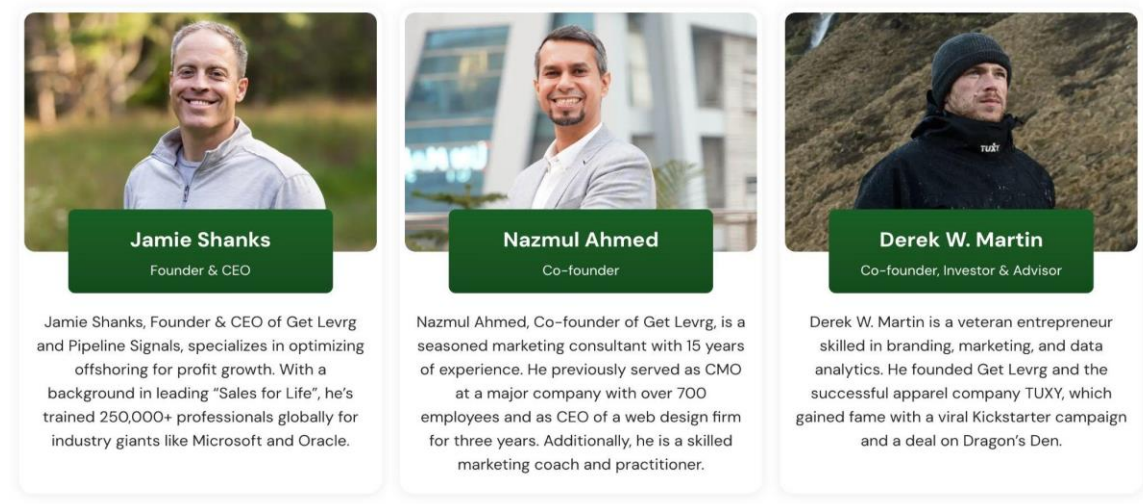 TUXY
Jamie Shanks
Founder & CEO
Jamie Shanks, Founder & CEO of Get Levrg
and Pipeline Signals, specializes in optimizing
offshoring for profit growth. With a
background in leading “Sales for Life”, he’s
trained 250,000+ professionals globally for
industry giants like Microsoft and Oracle.
Nazmul Ahmed
Co-founder
Nazmul Ahmed, Co-founder of Get Levrg, is a
seasoned marketing consultant with 15 years
of experience. He previously served as CMO
at a major company with over 700
employees and as CEO of a web design firm
for three years. Additionally, he is a skilled
marketing coach and practitioner.
Derek W. Martin
Co-founder, Investor & Advisor
Derek W. Martin is a veteran entrepreneur
skilled in branding, marketing, and data
analytics. He founded Get Levrg and the
successful apparel company TUXY, which
gained fame with a viral Kickstarter campaign
and a deal on Dragon’s Den.